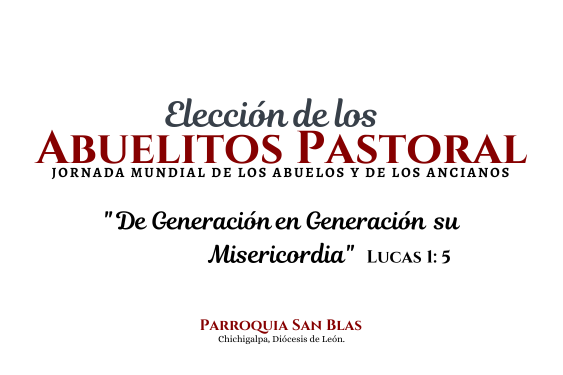 Elección de los
ABUELITOS PASTORAL
JORNADA MUNDIAL DE LOS ABUELOS Y DE LOS ANCIANOS
"De Generación en Generación su
Misericordia" LUCAS 1: 5
PARROQUIA SAN BLAS
Chichigalpa, Diócesis de León.